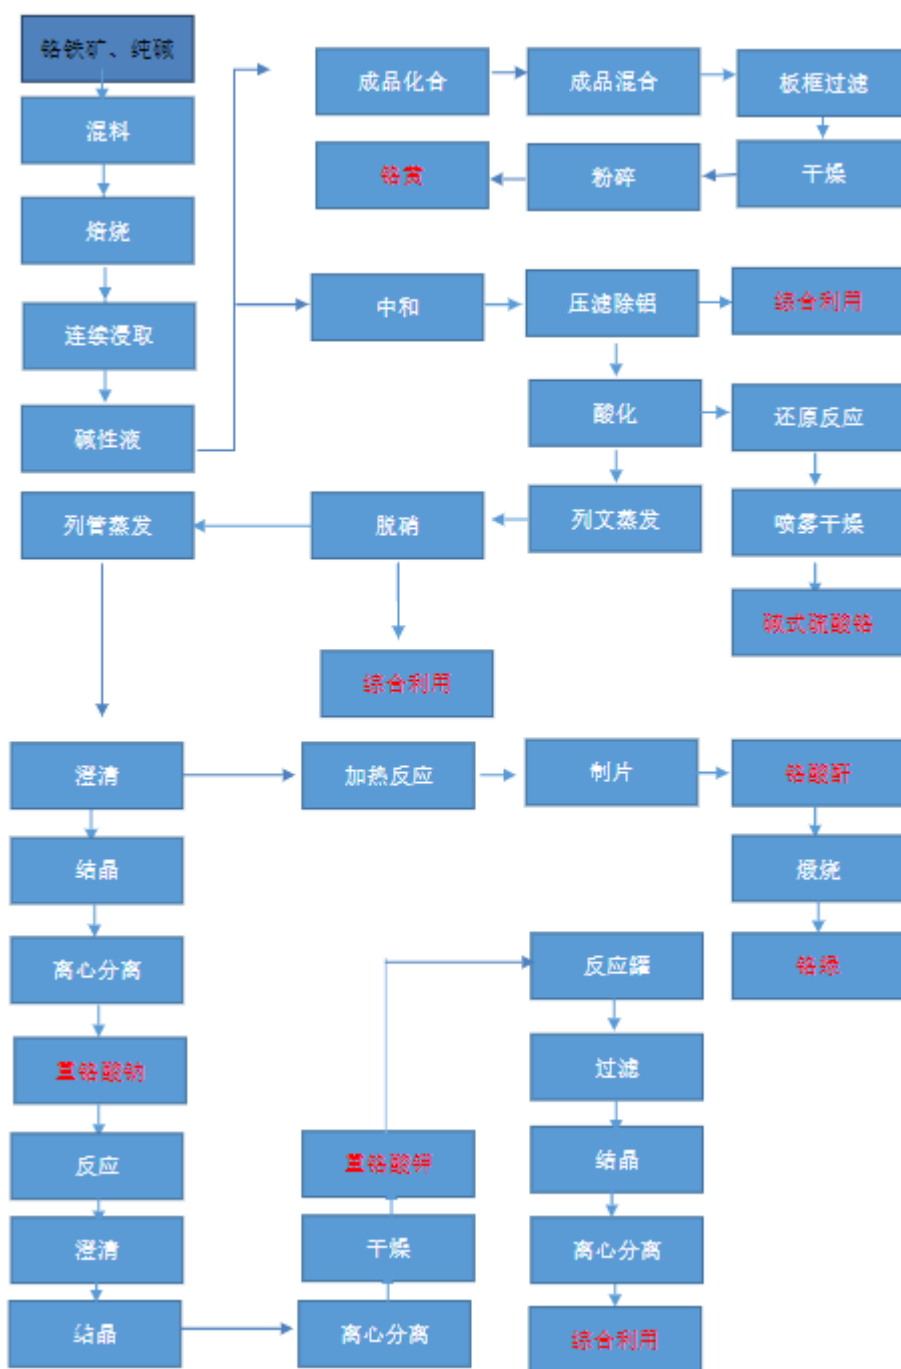 铬铁矿、纯碱
混料
焙烧
连续浸取
碱性液
成品化合
成品混合
板框过滤
干燥
粉碎
铬黄
中和
压滤除铝
综合利用
酸化
还原反应
喷雾干燥
碱式硫酸铬
列文蒸发
脱硝
综合利用
列管蒸发
澄清
加热反应
制片
铬酸酐
煅烧
铬绿
结晶
离心分离
重铬酸钠
反应
澄清
结晶
离心分离
干燥
重铬酸钾
反应罐
过滤
结晶
离心分离
综合利用